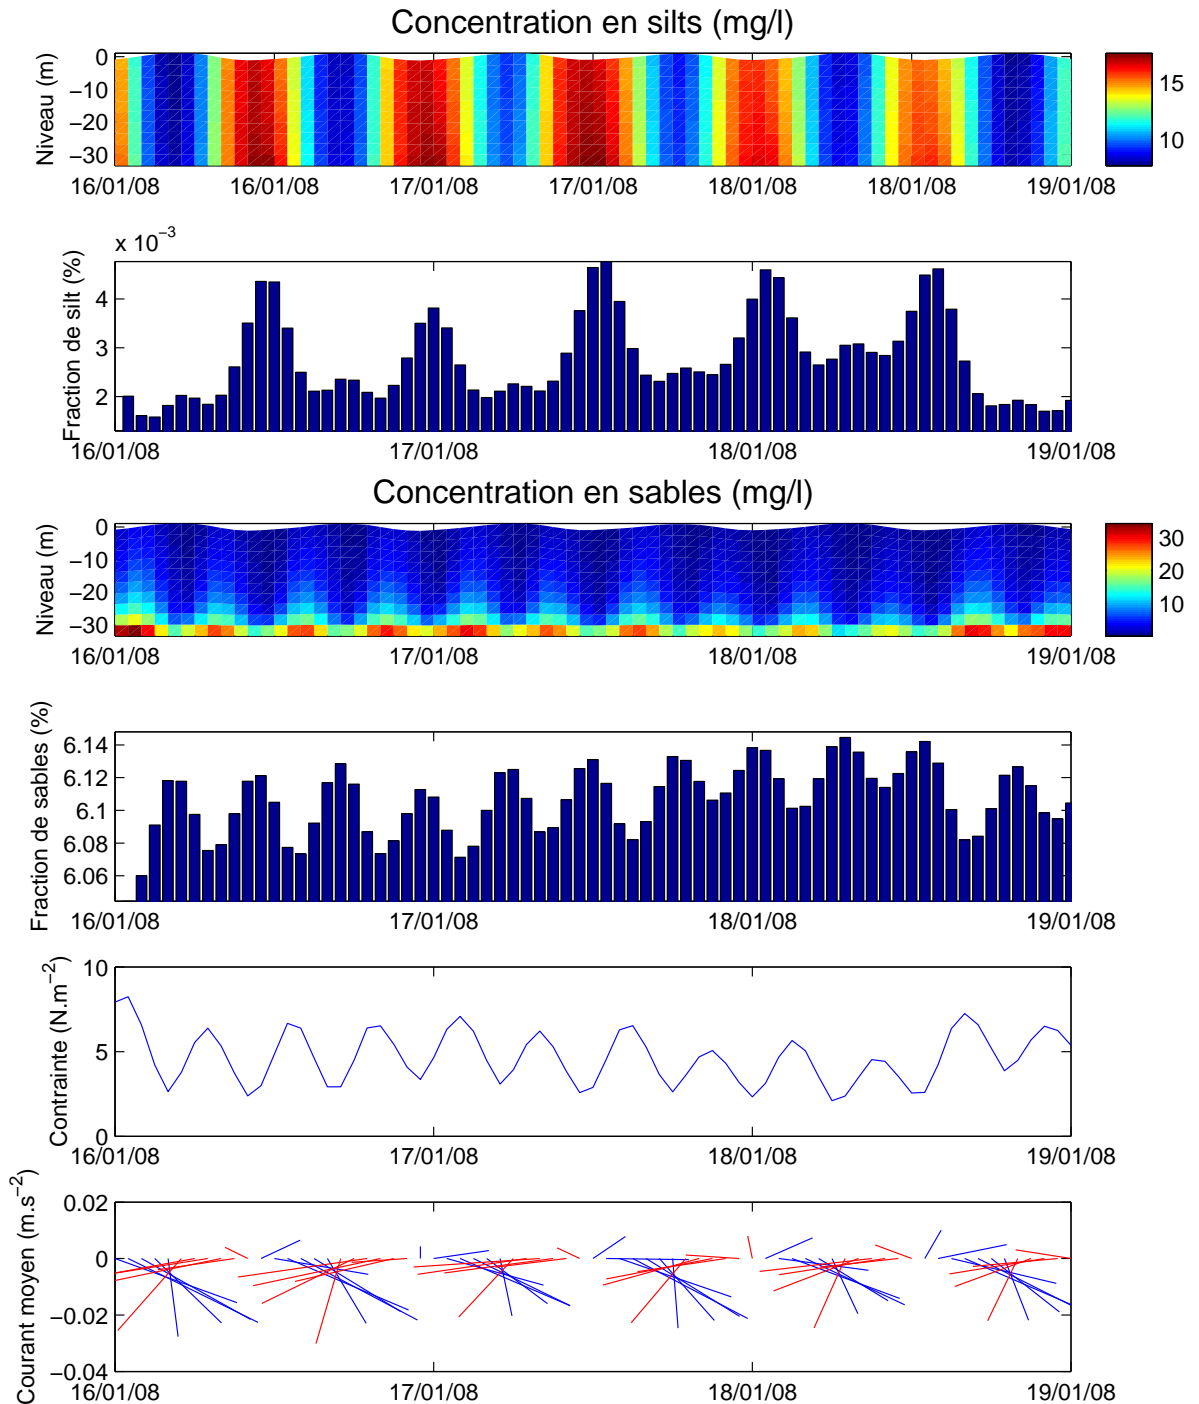 Concentration en silts (mg/l)
Niveau (m)
0
−10
−20
−30
15
10
16/01/08 16/01/08 17/01/08 17/01/08 18/01/08 18/01/08 19/01/08
x 10−3
Fraction de silt (%)
4
3
2
16/01/08 17/01/08 18/01/08 19/01/08
Concentration en sables (mg/l)
Niveau (m)
0
−10
−20
−30
30
20
10
16/01/08 17/01/08 18/01/08 19/01/08
Fraction de sables (%)
6.14
6.12
6.1
6.08
6.06
16/01/08 17/01/08 18/01/08 19/01/08
Contrainte (N.m−2)
10
5
0
16/01/08 17/01/08 18/01/08 19/01/08
Courant moyen (m.s−2)
0.02
0
−0.02
−0.04
16/01/08 17/01/08 18/01/08 19/01/08